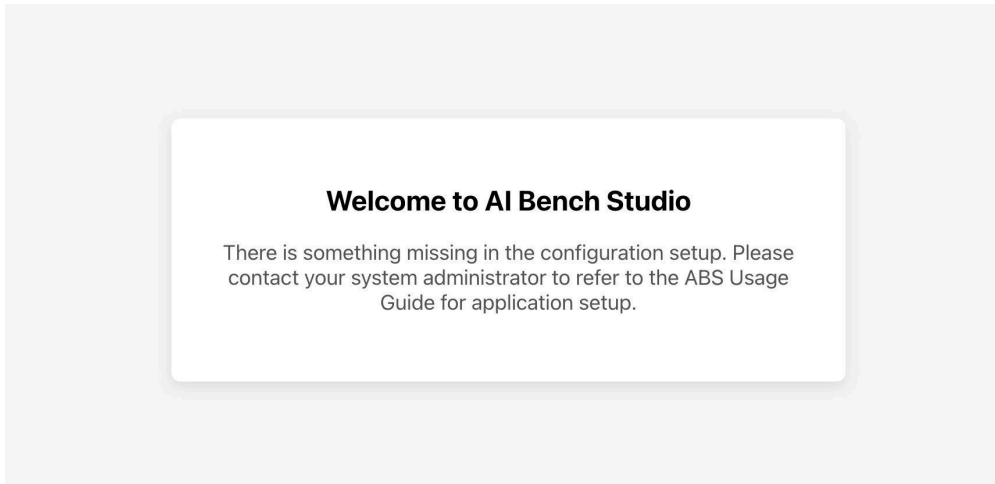 Welcome to AI Bench Studio
There is something missing in the configuration setup. Please
contact your system administrator to refer to the ABS Usage
Guide for application setup.